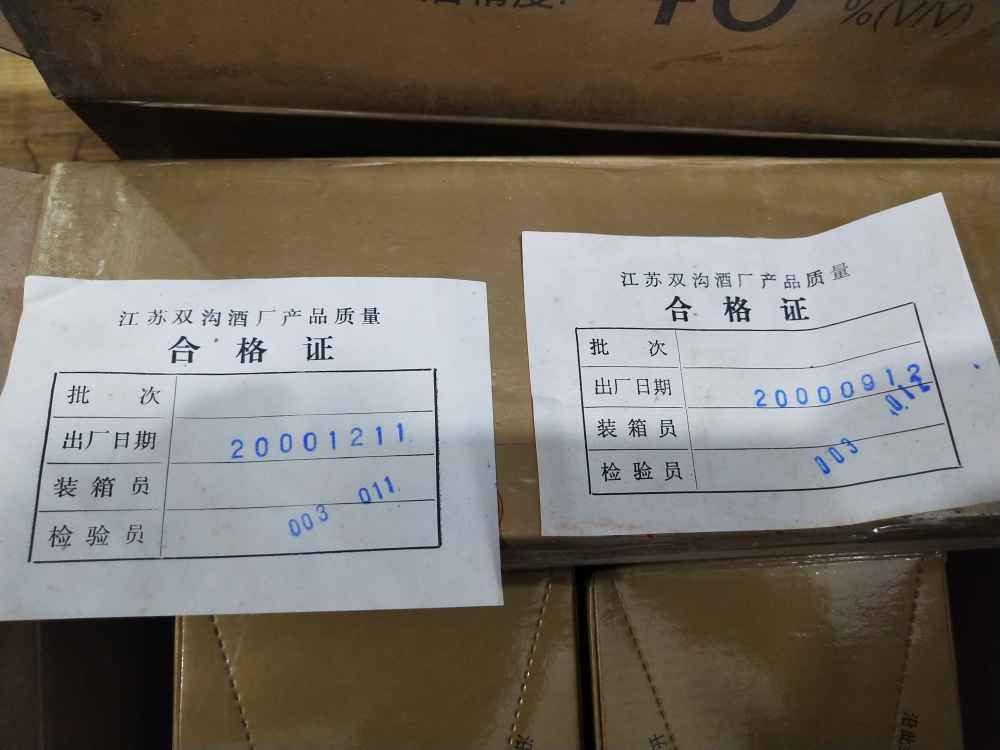 %(V/V)
江苏双沟酒厂产品质量
合格证
批次
出厂日期 20001211
装箱员 011
检验员 003
江苏双沟酒厂产品质量
合格证
批次
出厂日期 20000912
装箱员 012
检验员 003